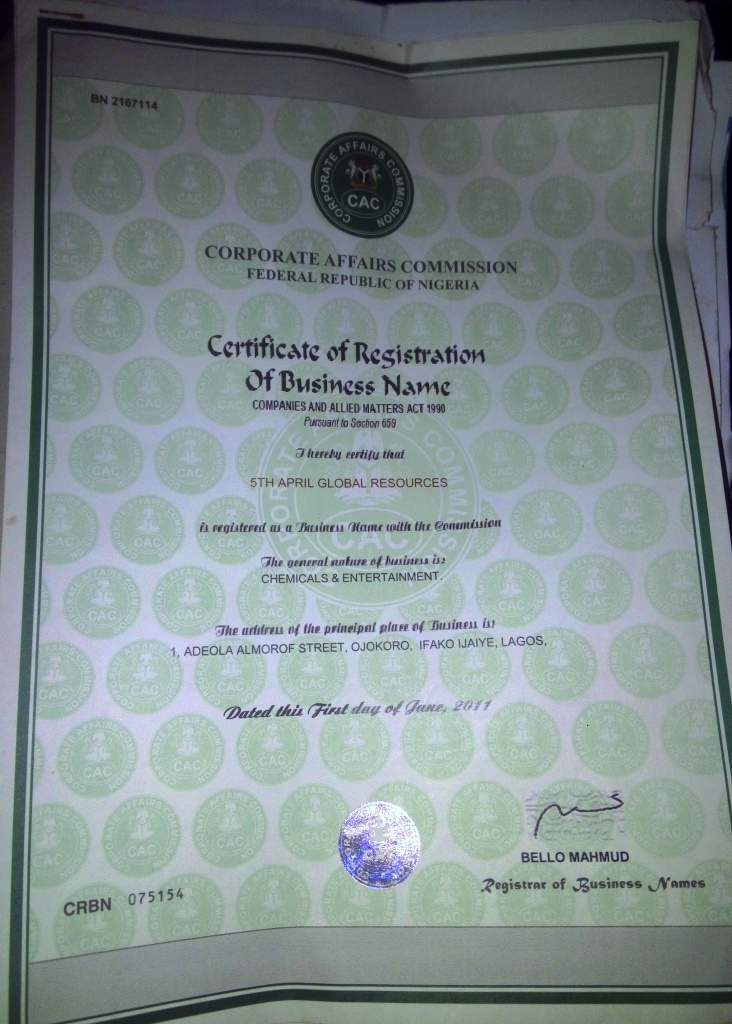 BN 2167114
CORPORATE AFFAIRS COMMISSION
CAC
CORPORATE AFFAIRS COMMISSION
FEDERAL REPUBLIC OF NIGERIA
Certificate of Registration
Of Business Name
COMPANIES AND ALLIED MATTERS ACT 1990
Pursuant to Section 659
I hereby certify that
5TH APRIL GLOBAL RESOURCES
is registered as a Business Name with the Commission
The general nature of business is:
CHEMICALS & ENTERTAINMENT.
The address of the principal place of Business is:
1, ADEOLA ALMOROF STREET, OJOKORO, IFAKO IJAIYE, LAGOS,
Dated this First day of June, 2011
BELLO MAHMUD
Registrar of Business Names
CRBN 075154